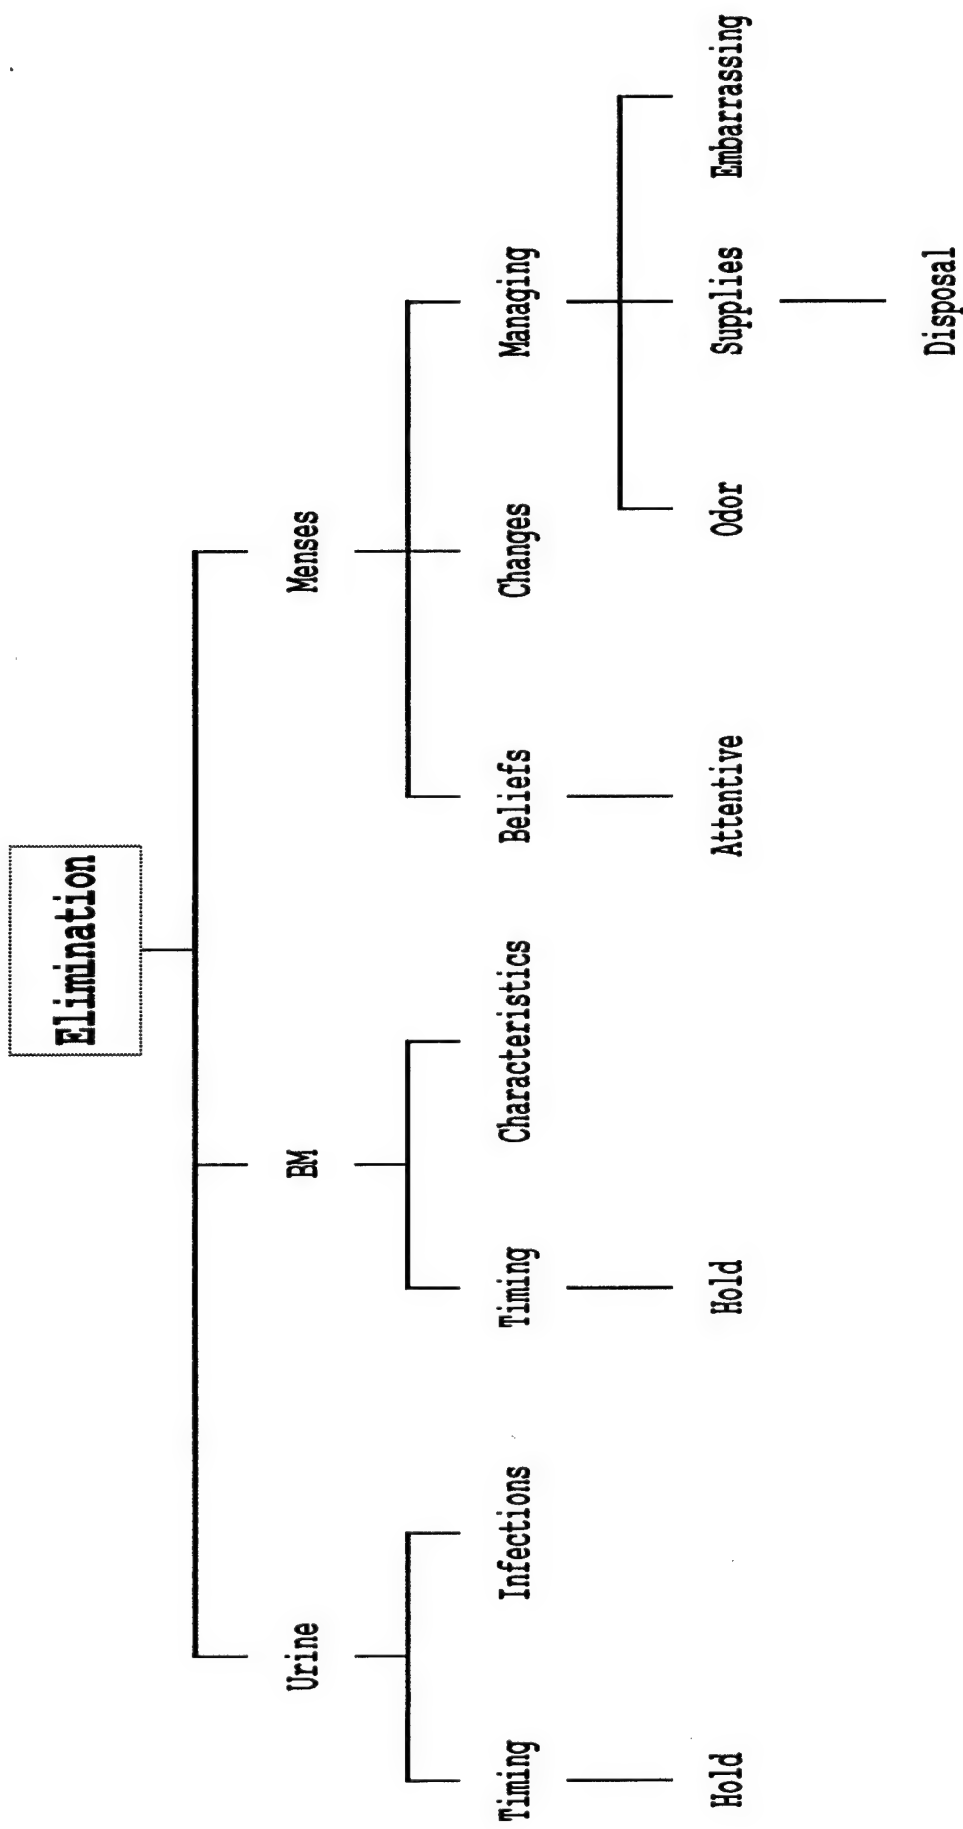 Elimination
Urine
BM
Menses
Timing
Infections
Timing
Characteristics
Beliefs
Changes
Managing
Hold
Hold
Attentive
Odor
Supplies
Embarrassing
Disposal